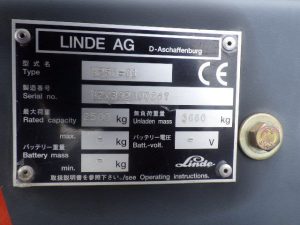 LINDE AG D-Aschaffenburg
型式
Type
CE
製造番号
Serial no.
最大荷重 無負荷重量
Rated capacity kg Unladen mass kg
max. - kg バッテリー電圧
バッテリー重量 Batt.-volt. = V
Battery mass
min. - kg Linde
取扱説明書を参照下さい./see Operating instructions.